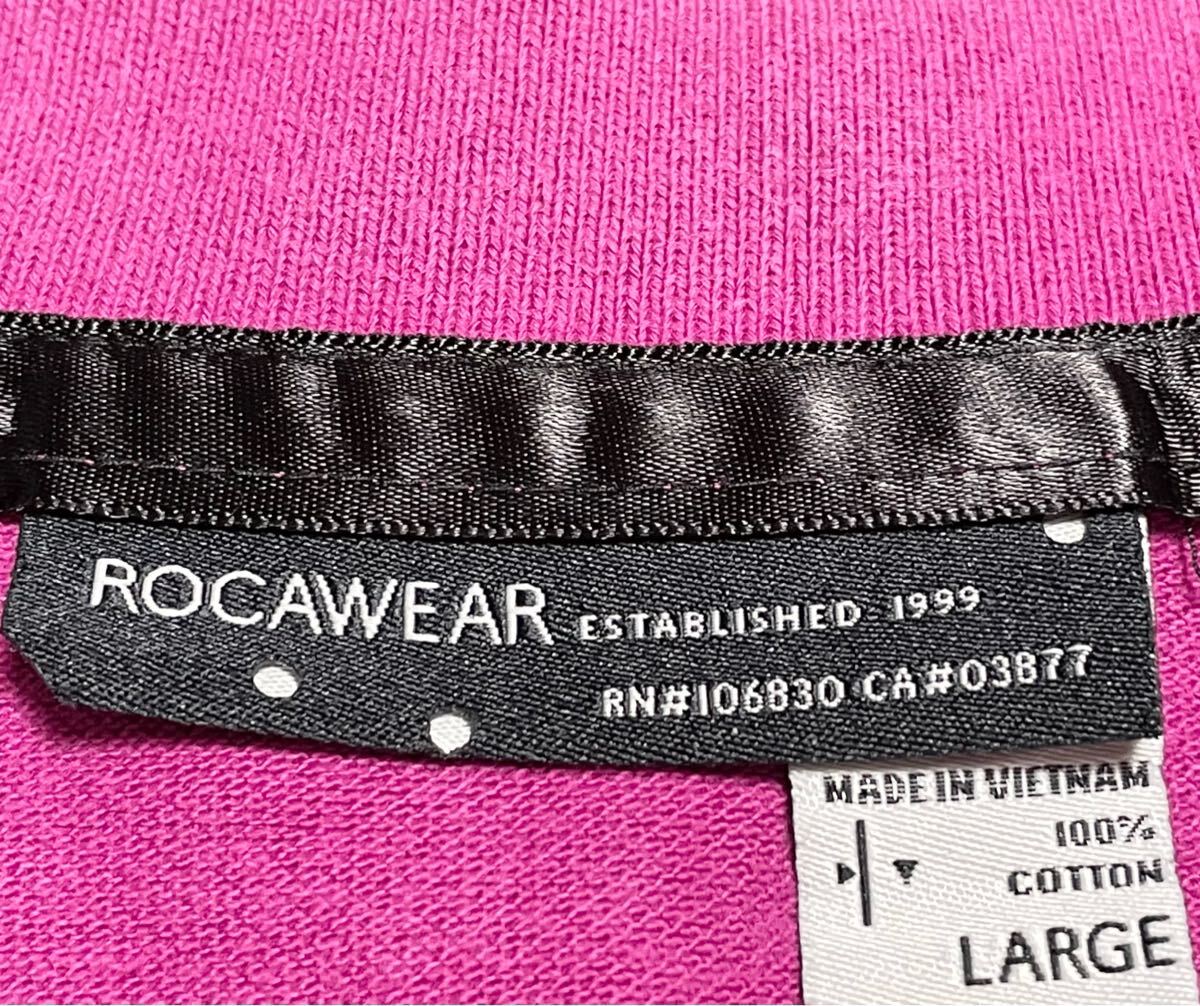 ROCAWEAR ESTABLISHED 1999
RN#106830 CA#03877
MADE IN VIETNAM
100%
COTTON
LARGE